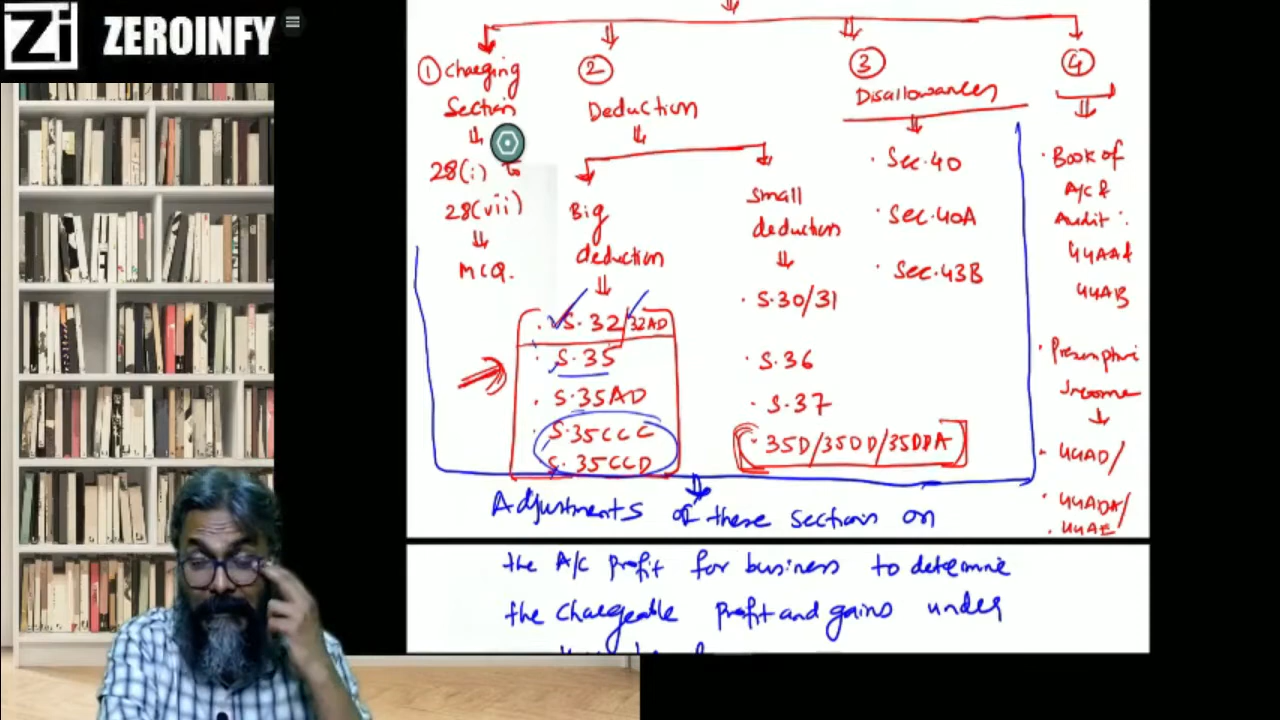 Zi ZEROINFY
① Charging
Section
28(i) to
28(vii)
MCQ.
②
Deduction
Big
deduction
· S.32/32AD
· S.35
· S.35AD
· S.35CCC
· S.35CCD
Small
deduction
· S.30/31
· S.36
· S.37
· 35D/35DD/35DDA
③
Disallowances
· Sec.40
· Sec.40A
· Sec.43B
④
· Book of
A/c &
Audit:
44AA &
44AB
· Presumptive
Income
· 44AD/
· 44ADA/
· 44AE
Adjustments of these section on
the A/c profit for business to determine
the Chargeable profit and gains under